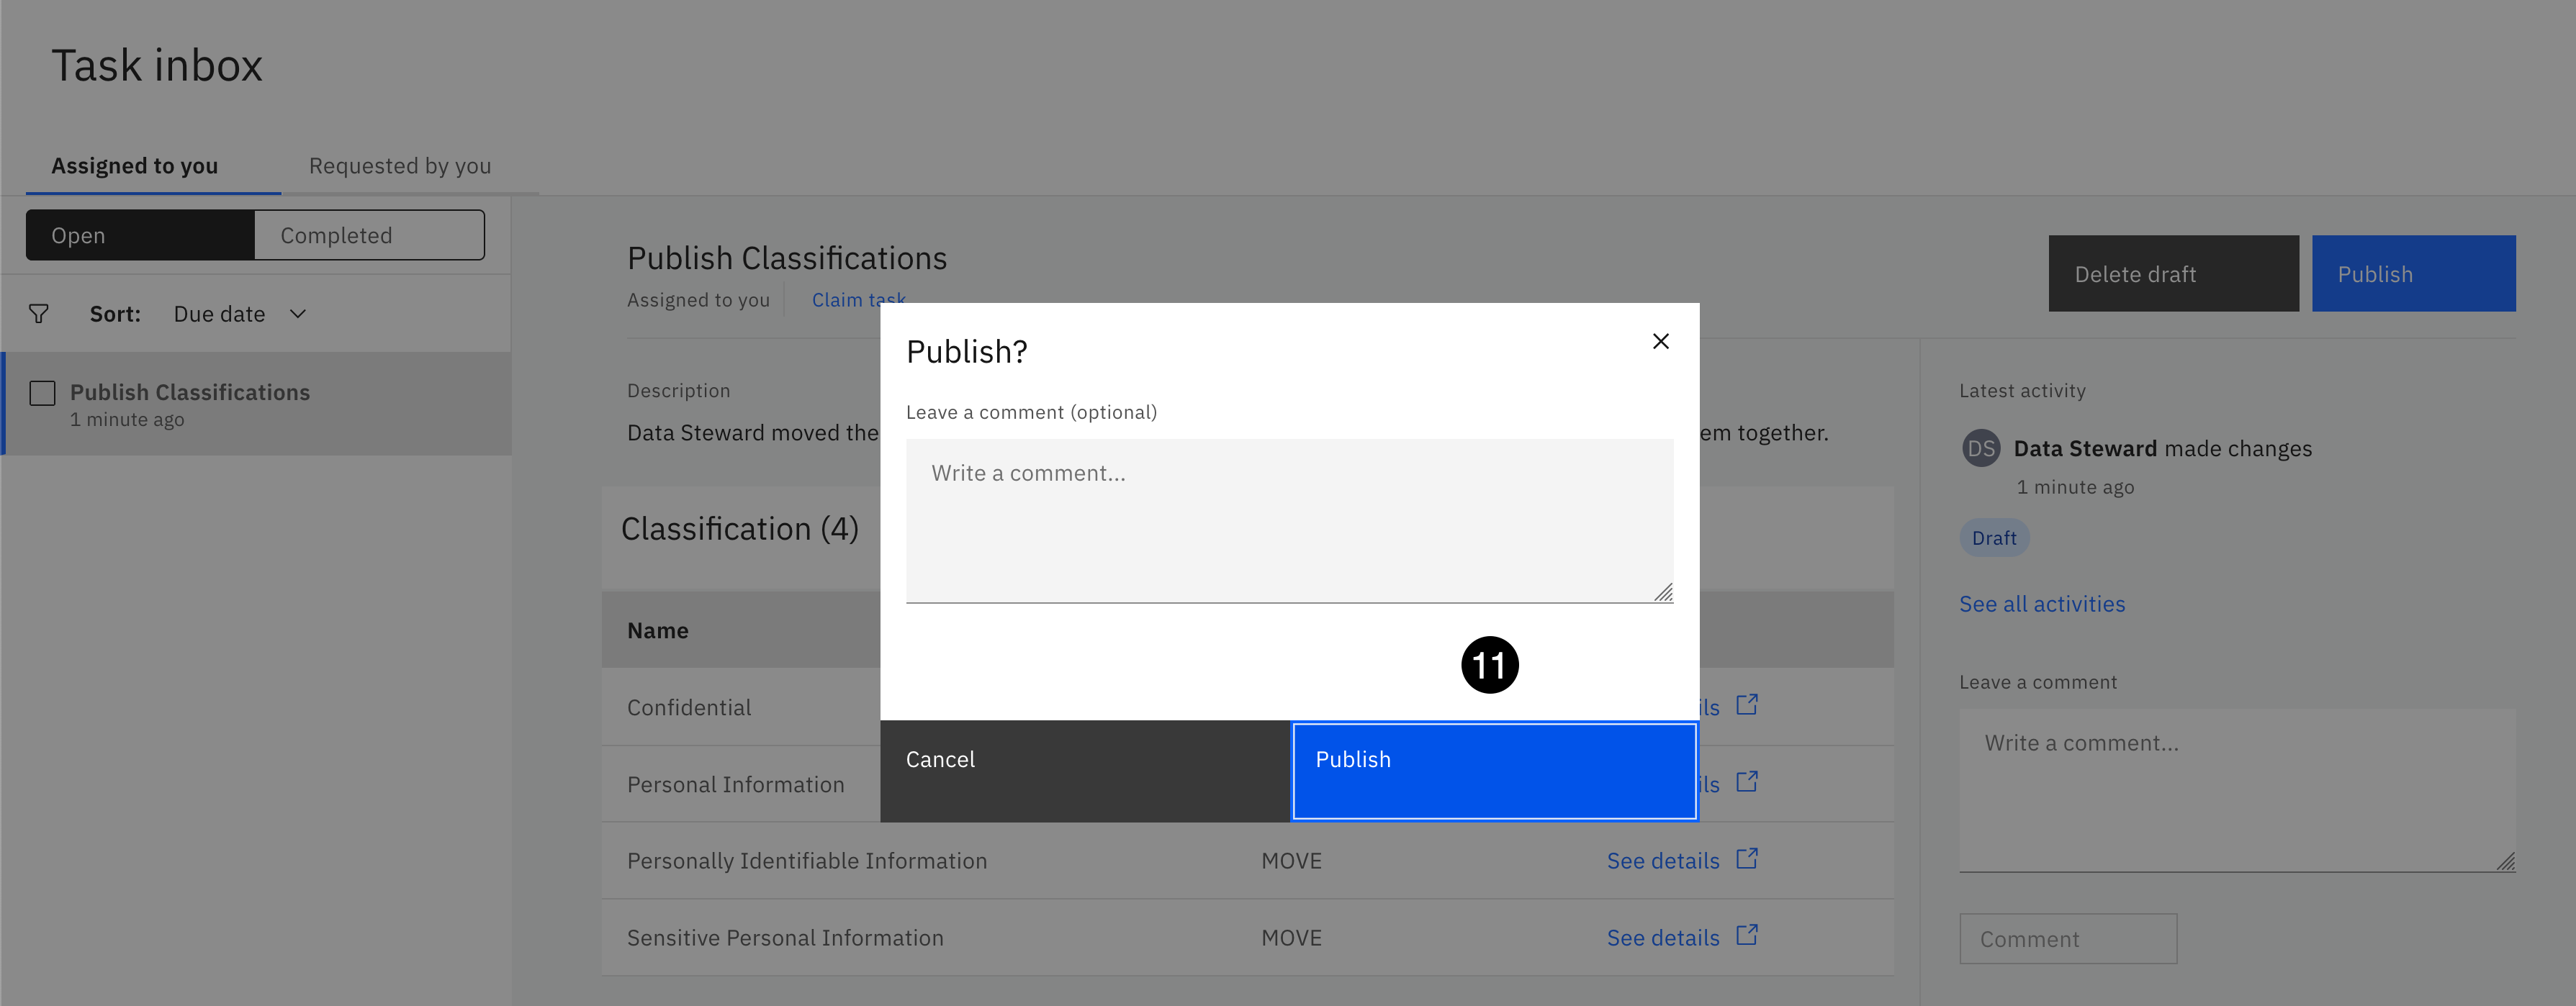 Task inbox
Assigned to you
Requested by you
Open
Completed
Sort: Due date
Publish Classifications
1 minute ago
Publish Classifications
Assigned to you
Claim task
Delete draft
Publish
Description
Data Steward moved the
em together.
Classification (4)
Name
Confidential
ils
Personal Information
ils
Personally Identifiable Information
MOVE
See details
Sensitive Personal Information
MOVE
See details
Publish?
Leave a comment (optional)
Write a comment...
11
Cancel
Publish
Latest activity
DS
Data Steward made changes
1 minute ago
Draft
See all activities
Leave a comment
Write a comment...
Comment